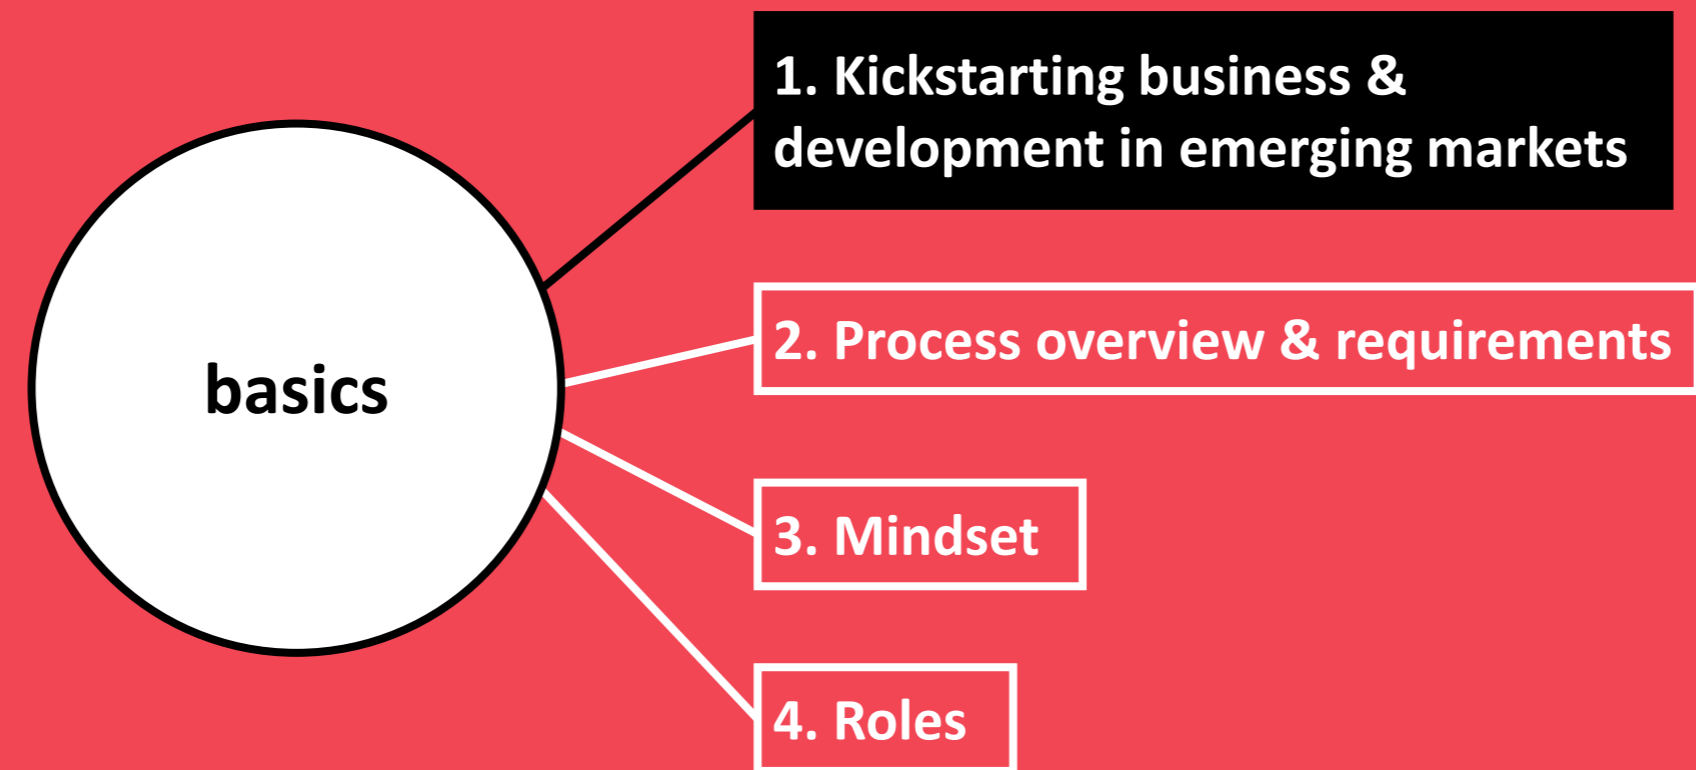 basics
1. Kickstarting business &
development in emerging markets
2. Process overview & requirements
3. Mindset
4. Roles